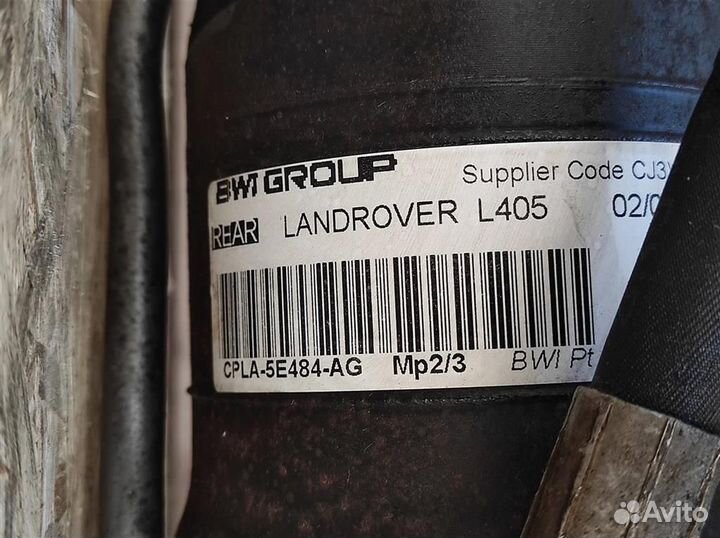 BWI GROUP
Supplier Code CJ3
REAR LANDROVER L405 02/0
CPLA-5E484-AG Mp2/3 BWI Pt
Avito